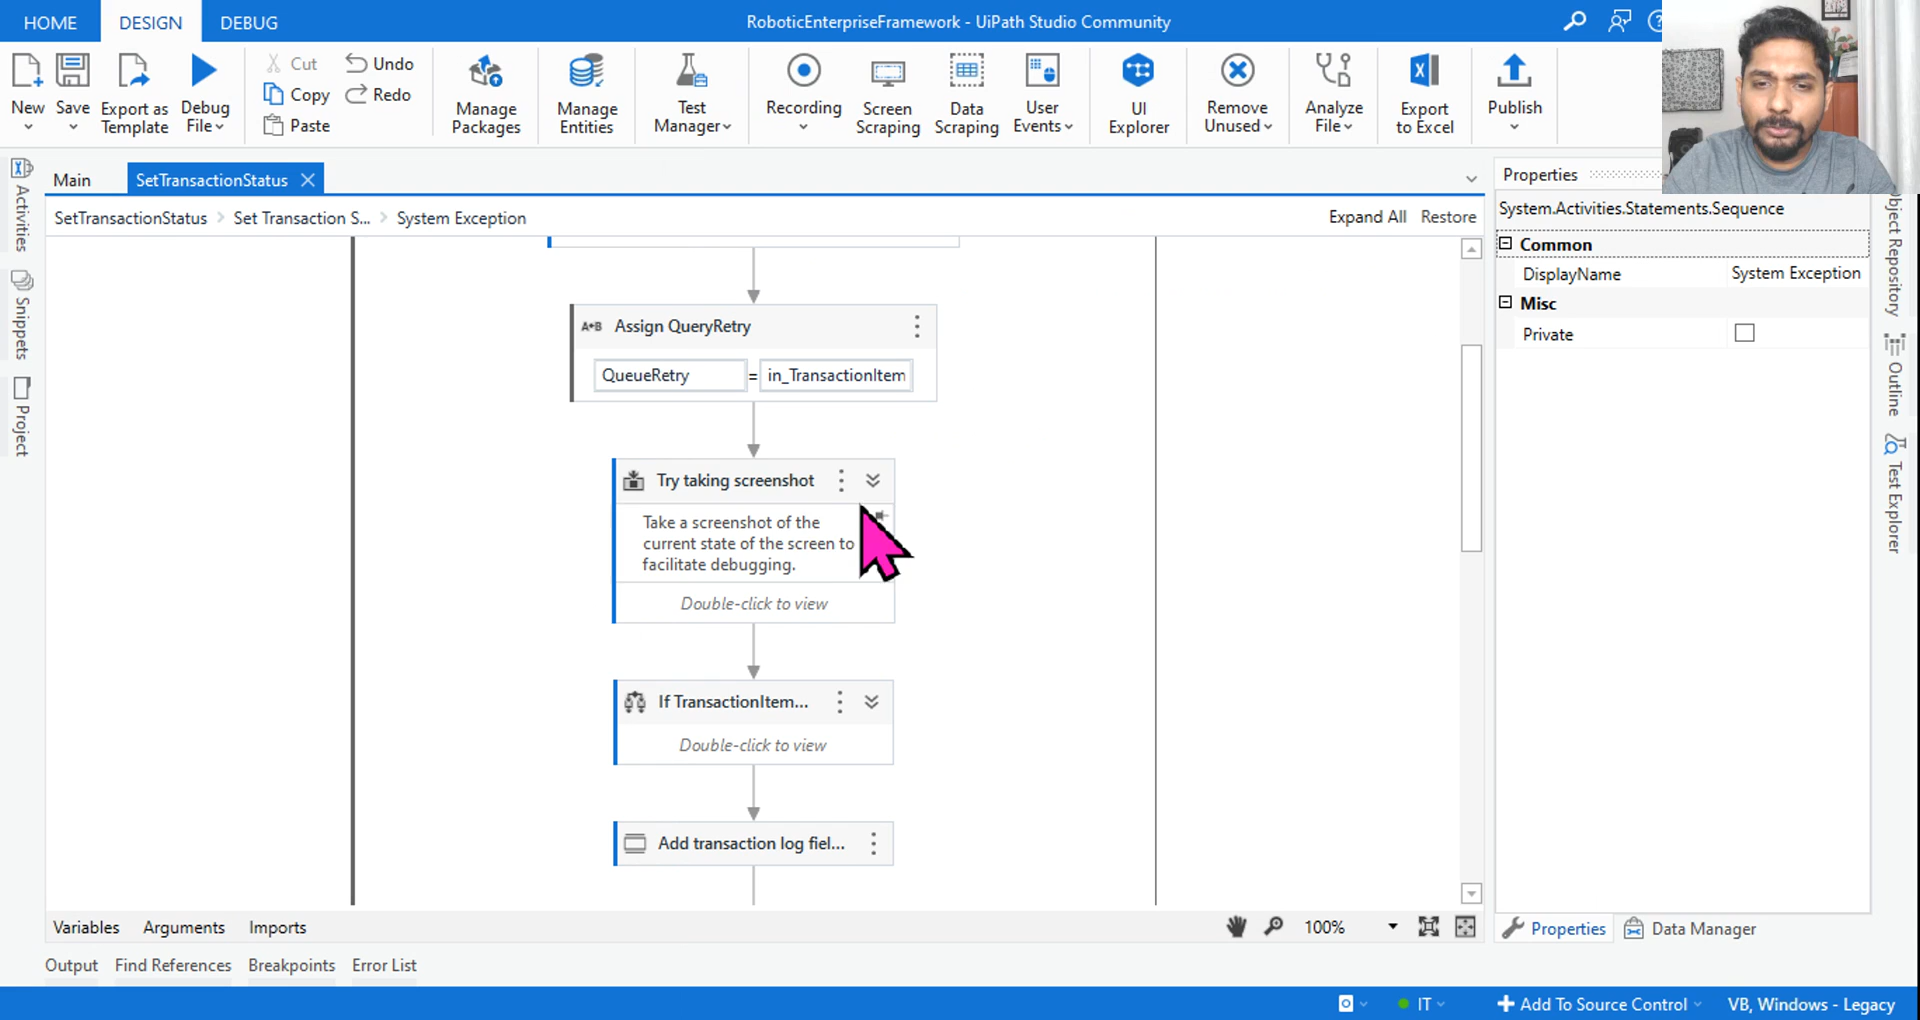 HOME DESIGN DEBUG RoboticEnterpriseFramework - UiPath Studio Community
New Save Export as Template Debug File
Cut Copy Paste Undo Redo
Manage Packages
Manage Entities
Test Manager
Recording
Screen Scraping
Data Scraping
User Events
UI Explorer
Remove Unused
Analyze File
Export to Excel
Publish
Activities
Snippets
Project
Main SetTransactionStatus
SetTransactionStatus > Set Transaction S... > System Exception Expand All Restore
Assign QueryRetry
A+B
QueueRetry = in_TransactionItem
Try taking screenshot
Take a screenshot of the
current state of the screen to
facilitate debugging.
Double-click to view
If TransactionItem...
Double-click to view
Add transaction log fiel...
Properties
System.Activities.Statements.Sequence
Common
DisplayName System Exception
Misc
Private
Object Repository
Outline
Test Explorer
Variables Arguments Imports 100%
Properties Data Manager
Output Find References Breakpoints Error List
IT Add To Source Control VB, Windows - Legacy